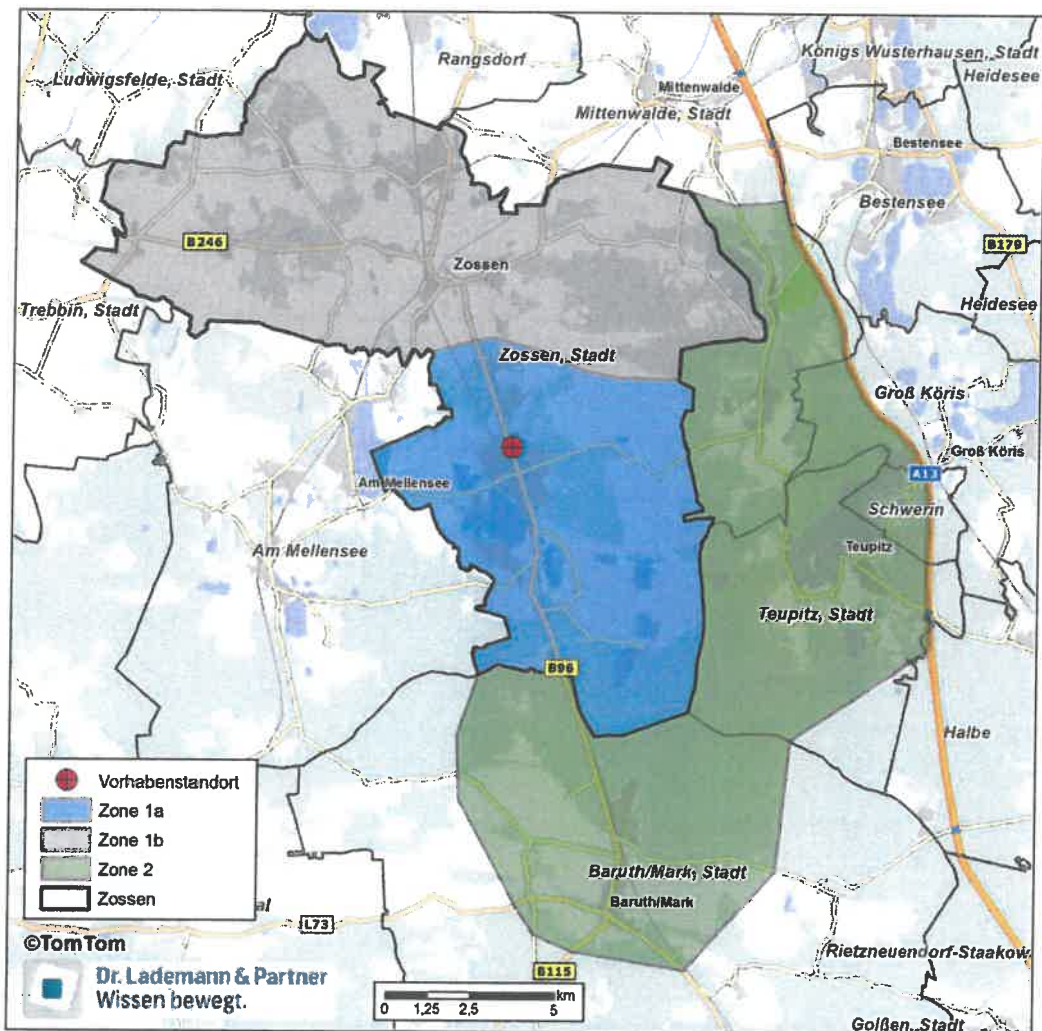 Ludwigsfelde, Stadt
Rangsdorf
Königs Wusterhausen, Stadt
Heidesee
Mittenwalde
Mittenwalde, Stadt
Bestensee
Bestensee
B246
Zossen
B179
Trebbin, Stadt
Heidesee
Zossen, Stadt
Groß Köris
Groß Köris
A13
Am Mellensee
Schwerin
Am Mellensee
Teupitz
Teupitz, Stadt
B96
Halbe
Vorhabenstandort
Zone 1a
Zone 1b
Zone 2
Zossen
Baruth/Mark, Stadt
Baruth/Mark
al
L73
©TomTom
Rietzneuendorf-Staakow
Dr. Lademann & Partner
Wissen bewegt.
B115
km
0 1,25 2,5 5
Golßen, Stadt